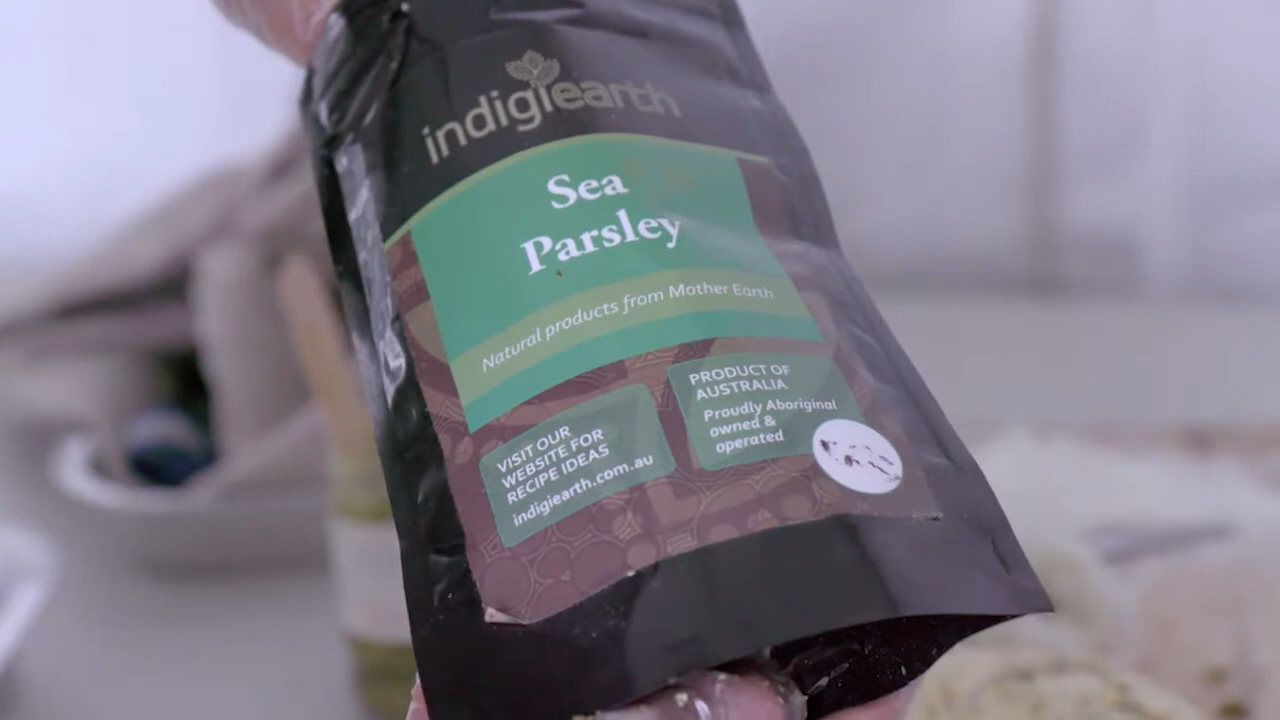 indigiearth
Sea
Parsley
Natural products from Mother Earth
VISIT OUR
WEBSITE FOR
RECIPE IDEAS
indigiearth.com.au
PRODUCT OF
AUSTRALIA
Proudly Aboriginal
owned &
operated